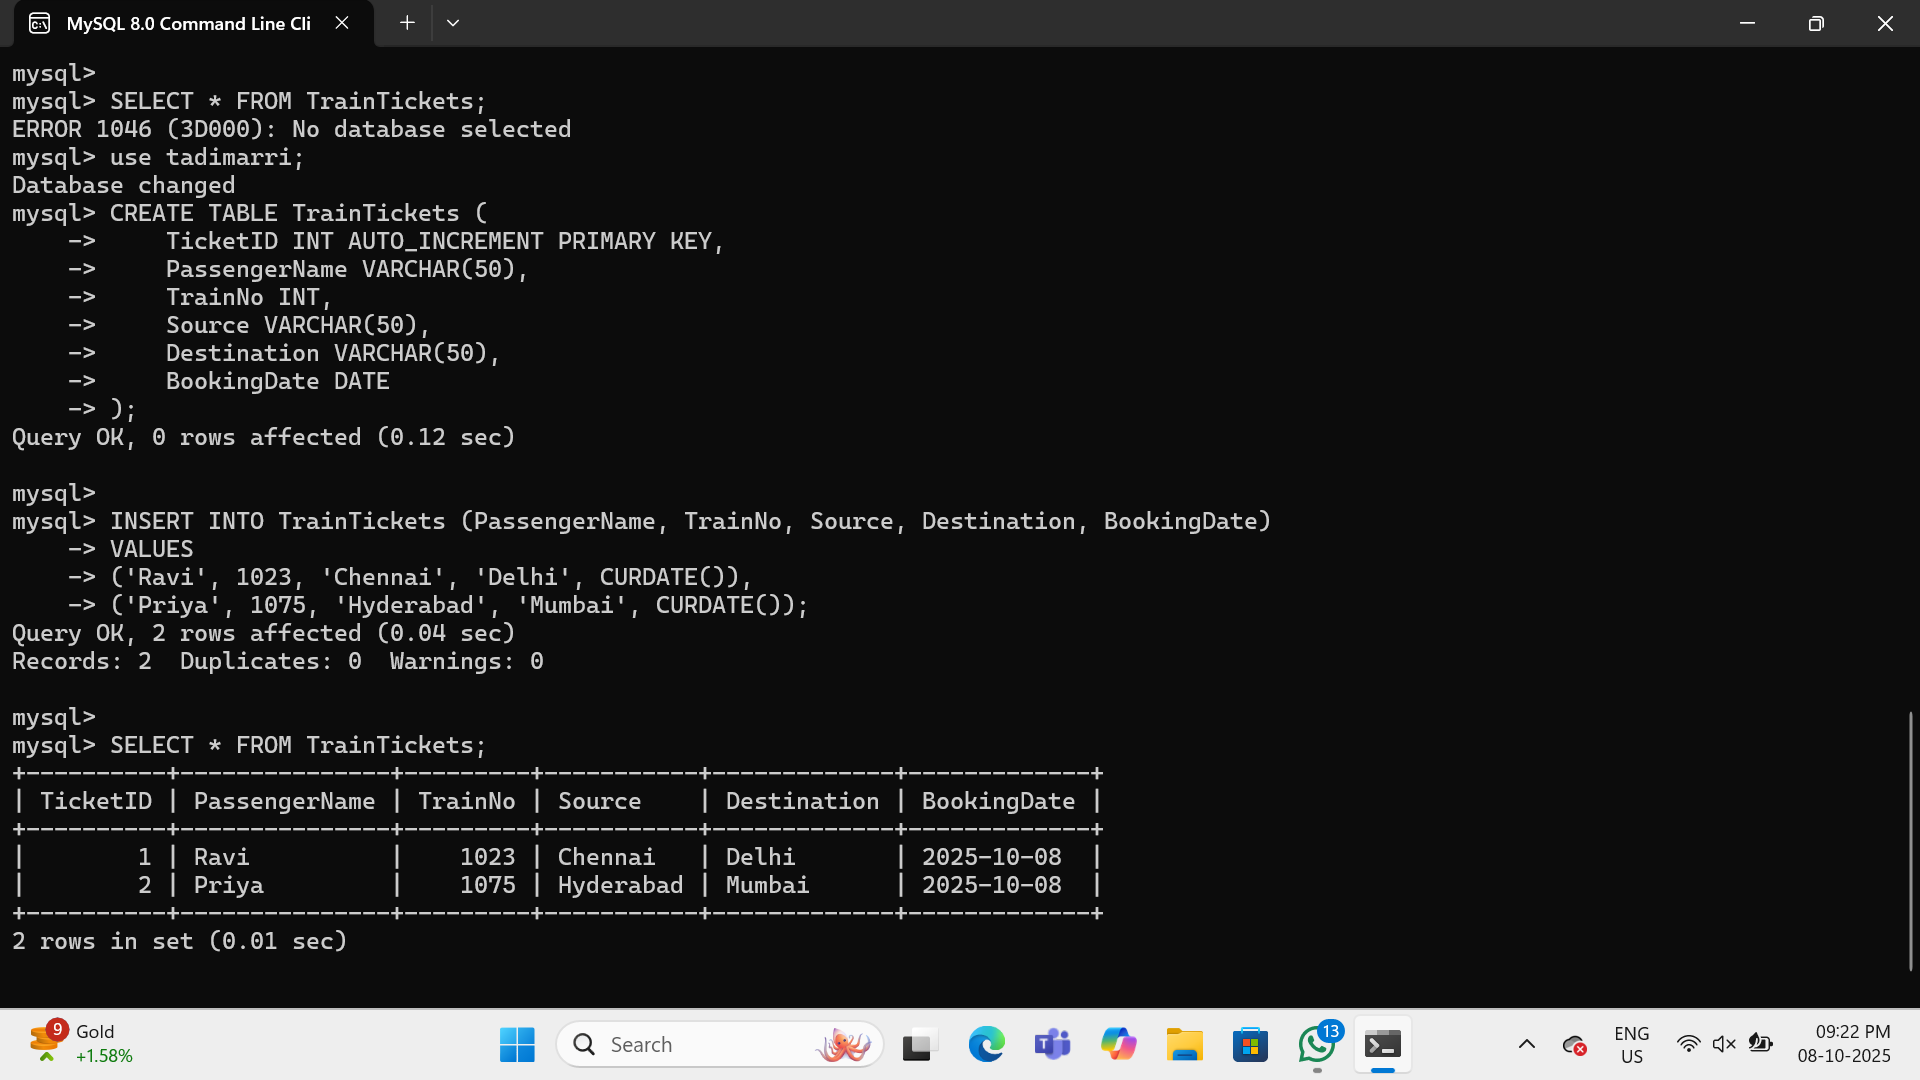 MySQL 8.0 Command Line Cli
mysql>
mysql> SELECT * FROM TrainTickets;
ERROR 1046 (3D000): No database selected
mysql> use tadimarri;
Database changed
mysql> CREATE TABLE TrainTickets (
    ->     TicketID INT AUTO_INCREMENT PRIMARY KEY,
    ->     PassengerName VARCHAR(50),
    ->     TrainNo INT,
    ->     Source VARCHAR(50),
    ->     Destination VARCHAR(50),
    ->     BookingDate DATE
    -> );
Query OK, 0 rows affected (0.12 sec)
mysql>
mysql> INSERT INTO TrainTickets (PassengerName, TrainNo, Source, Destination, BookingDate)
    -> VALUES
    -> ('Ravi', 1023, 'Chennai', 'Delhi', CURDATE()),
    -> ('Priya', 1075, 'Hyderabad', 'Mumbai', CURDATE());
Query OK, 2 rows affected (0.04 sec)
Records: 2  Duplicates: 0  Warnings: 0
mysql>
mysql> SELECT * FROM TrainTickets;
+----------+---------------+---------+-----------+-------------+-------------+
| TicketID | PassengerName | TrainNo | Source    | Destination | BookingDate |
+----------+---------------+---------+-----------+-------------+-------------+
|        1 | Ravi          |    1023 | Chennai   | Delhi       | 2025-10-08  |
|        2 | Priya         |    1075 | Hyderabad | Mumbai      | 2025-10-08  |
+----------+---------------+---------+-----------+-------------+-------------+
2 rows in set (0.01 sec)
9
Gold
+1.58%
Search
13
ENG
US
09:22 PM
08-10-2025